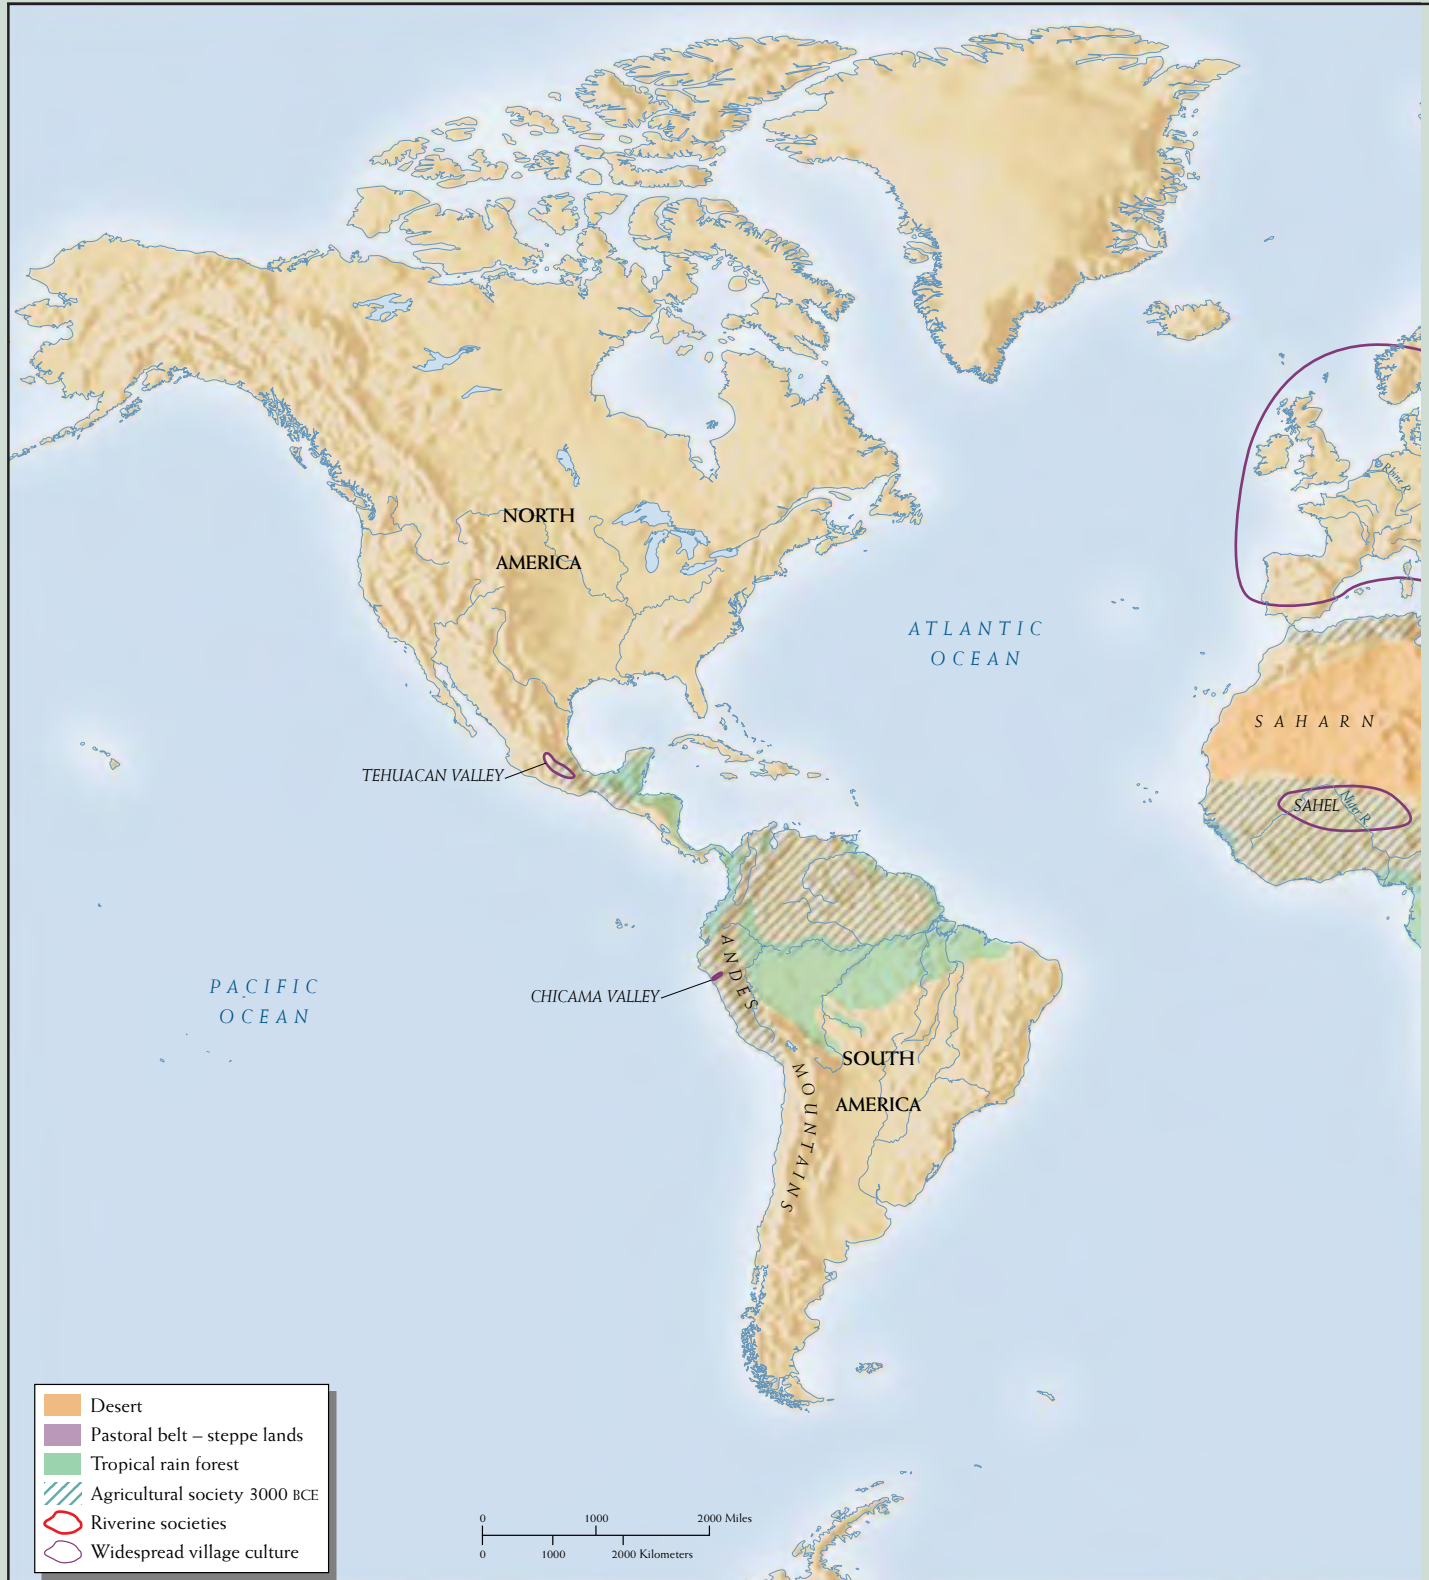 NORTH
AMERICA
Rhine R.
ATLANTIC
OCEAN
SAHARN
TEHUACAN VALLEY
SAHEL
Niger R.
ANDES
MOUNTAINS
PACIFIC
OCEAN
CHICAMA VALLEY
SOUTH
AMERICA
Desert
Pastoral belt – steppe lands
Tropical rain forest
Agricultural society 3000 BCE
Riverine societies
Widespread village culture
0 1000 2000 Miles
0 1000 2000 Kilometers